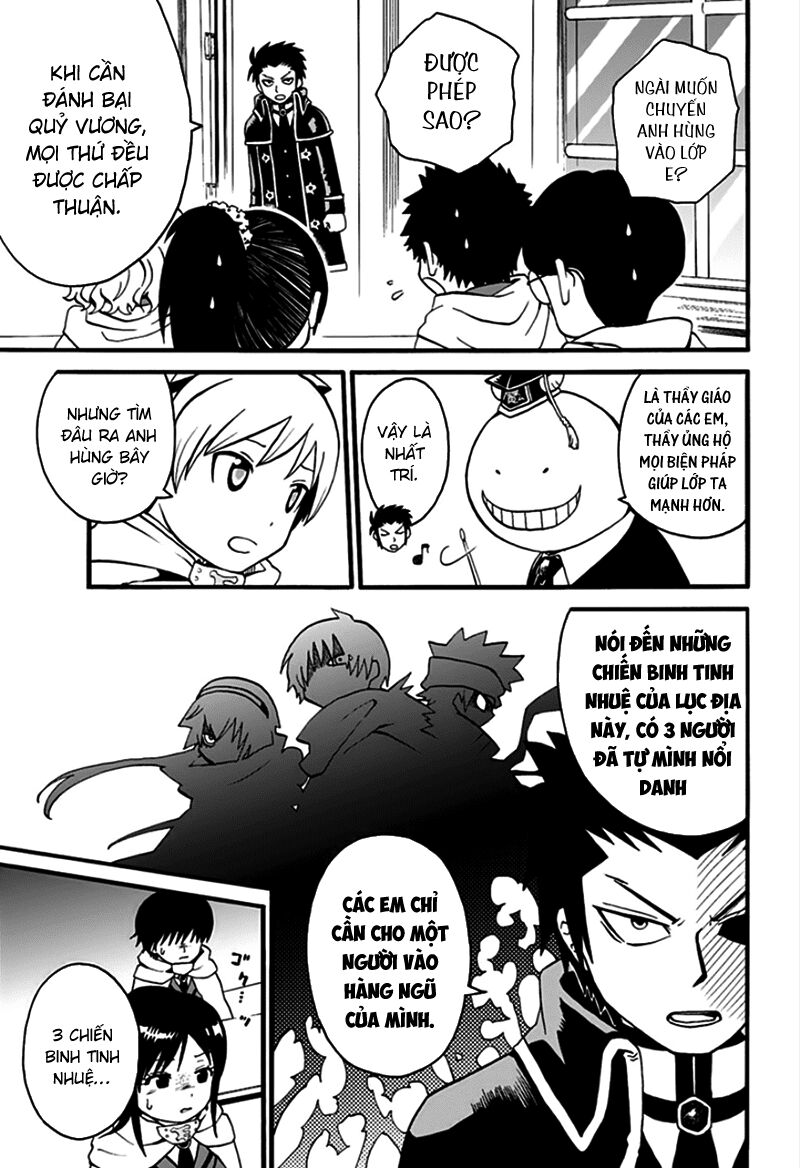 NGÀI MUỐN
CHUYỂN
ANH HÙNG
VÀO LỚP
E?
ĐƯỢC
PHÉP
SAO?
KHI CẦN
ĐÁNH BẠI
QUỶ VƯƠNG,
MỌI THỨ ĐỀU
ĐƯỢC CHẤP
THUẬN.
LÀ THẦY GIÁO
CỦA CÁC EM,
THẦY ỦNG HỘ
MỌI BIỆN PHÁP
GIÚP LỚP TA
MẠNH HƠN.
VẬY LÀ
NHẤT
TRÍ.
NHƯNG TÌM
ĐÂU RA ANH
HÙNG BÂY
GIỜ?
NÓI ĐẾN NHỮNG
CHIẾN BINH TINH
NHUỆ CỦA LỤC ĐỊA
NÀY, CÓ 3 NGƯỜI
ĐÃ TỰ MÌNH NỔI
DANH
CÁC EM CHỈ
CẦN CHO MỘT
NGƯỜI VÀO
HÀNG NGŨ
CỦA MÌNH.
ゴク…
3 CHIẾN
BINH TINH
NHUỆ...